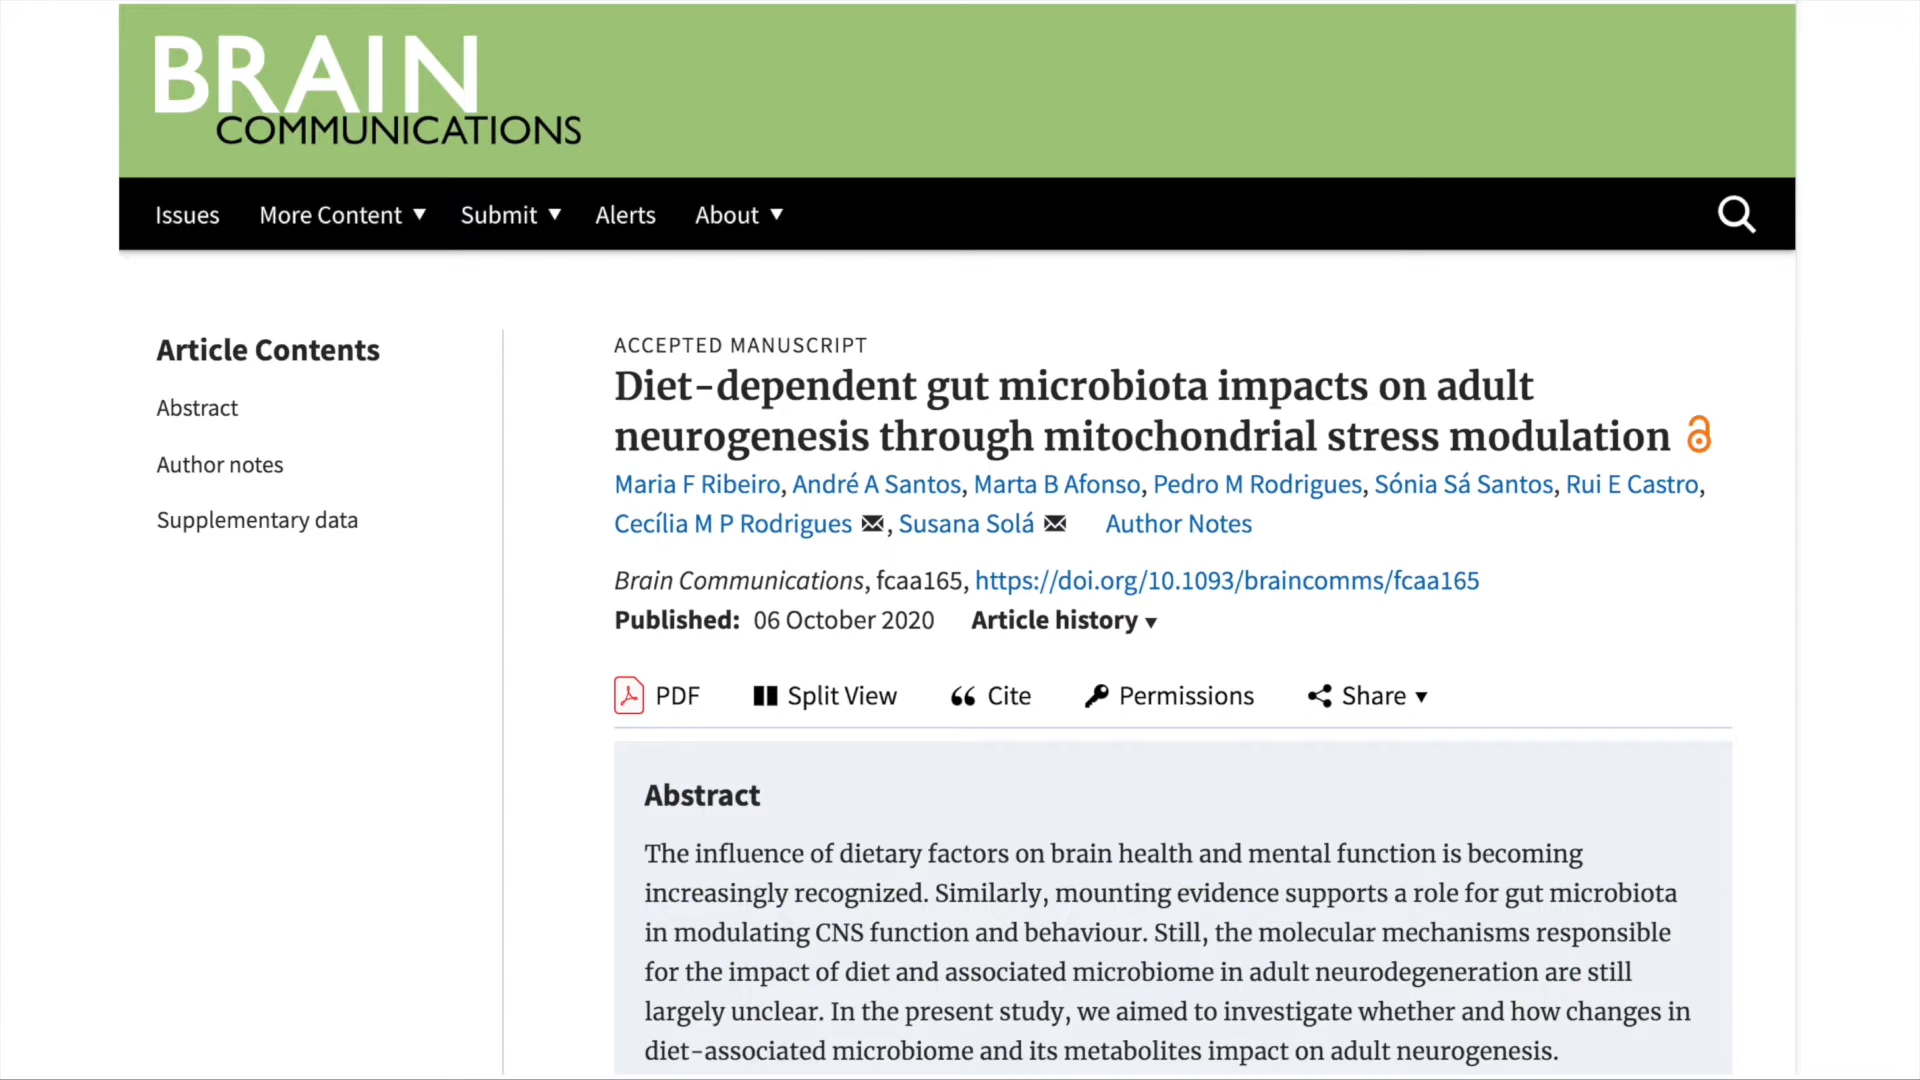 BRAIN
COMMUNICATIONS
Issues More Content ▼ Submit ▼ Alerts About ▼
Article Contents
Abstract
Author notes
Supplementary data
ACCEPTED MANUSCRIPT
Diet-dependent gut microbiota impacts on adult
neurogenesis through mitochondrial stress modulation
Maria F Ribeiro, André A Santos, Marta B Afonso, Pedro M Rodrigues, Sónia Sá Santos, Rui E Castro,
Cecília M P Rodrigues ✉, Susana Solá ✉ Author Notes
Brain Communications, fcaa165, https://doi.org/10.1093/braincomms/fcaa165
Published: 06 October 2020 Article history ▼
PDF Split View Cite Permissions Share ▼
Abstract
The influence of dietary factors on brain health and mental function is becoming
increasingly recognized. Similarly, mounting evidence supports a role for gut microbiota
in modulating CNS function and behaviour. Still, the molecular mechanisms responsible
for the impact of diet and associated microbiome in adult neurodegeneration are still
largely unclear. In the present study, we aimed to investigate whether and how changes in
diet-associated microbiome and its metabolites impact on adult neurogenesis.